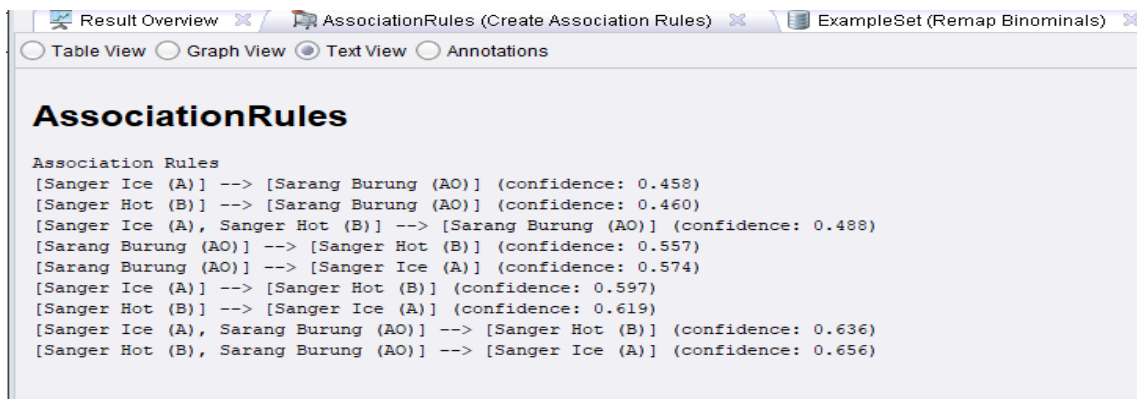 Result Overview AssociationRules (Create Association Rules) ExampleSet (Remap Binominals)
Table View Graph View Text View Annotations
AssociationRules
Association Rules
[Sanger Ice (A)] --> [Sarang Burung (AO)] (confidence: 0.458)
[Sanger Hot (B)] --> [Sarang Burung (AO)] (confidence: 0.460)
[Sanger Ice (A), Sanger Hot (B)] --> [Sarang Burung (AO)] (confidence: 0.488)
[Sarang Burung (AO)] --> [Sanger Hot (B)] (confidence: 0.557)
[Sarang Burung (AO)] --> [Sanger Ice (A)] (confidence: 0.574)
[Sanger Ice (A)] --> [Sanger Hot (B)] (confidence: 0.597)
[Sanger Hot (B)] --> [Sanger Ice (A)] (confidence: 0.619)
[Sanger Ice (A), Sarang Burung (AO)] --> [Sanger Hot (B)] (confidence: 0.636)
[Sanger Hot (B), Sarang Burung (AO)] --> [Sanger Ice (A)] (confidence: 0.656)